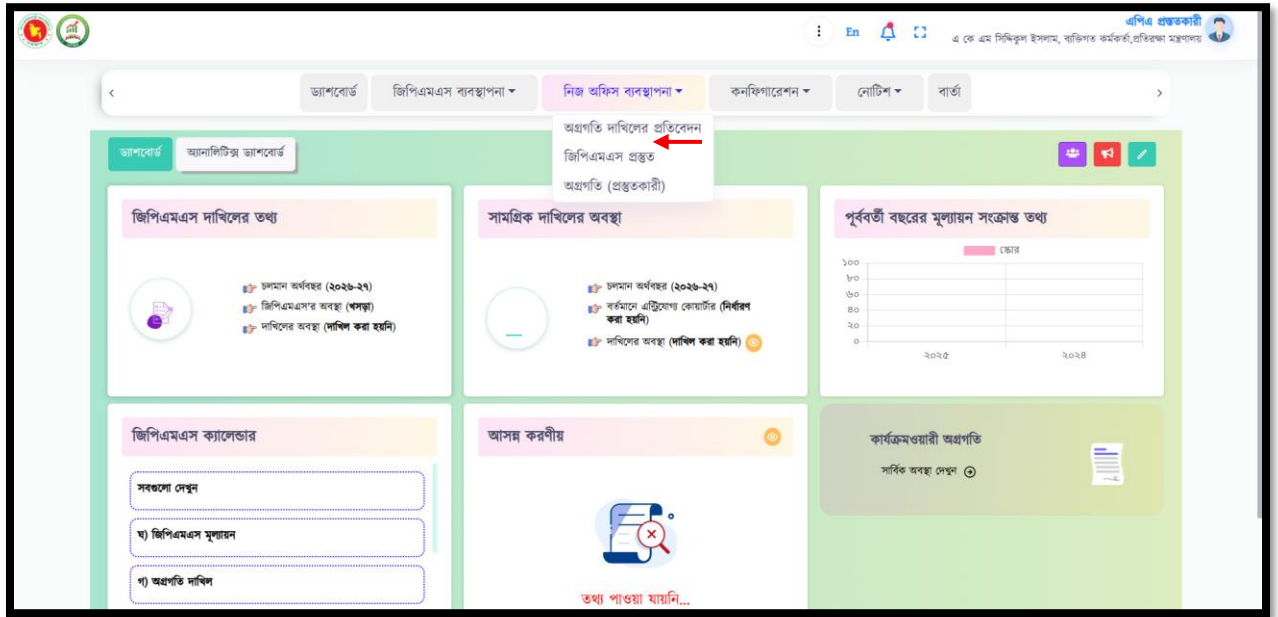 এপিএ প্রস্তুতকারী
En
এ কে এম সিদ্দিকুল ইসলাম, ব্যক্তিগত কর্মকর্তা,প্রতিরক্ষা মন্ত্রণালয়
ড্যাশবোর্ড জিপিএমএস ব্যবস্থাপনা নিজ অফিস ব্যবস্থাপনা কনফিগারেশন নোটিশ বার্তা
অগ্রগতি দাখিলের প্রতিবেদন
জিপিএমএস প্রস্তুত
অগ্রগতি (প্রস্তুতকারী)
ড্যাশবোর্ড অ্যানালিটিক্স ড্যাশবোর্ড
জিপিএমএস দাখিলের তথ্য
চলমান অর্থবছর (২০২৬-২৭)
জিপিএমএস'র অবস্থা (খসড়া)
দাখিলের অবস্থা (দাখিল করা হয়নি)
সামগ্রিক দাখিলের অবস্থা
চলমান অর্থবছর (২০২৬-২৭)
বর্তমানে এন্ট্রিযোগ্য কোয়ার্টার (নির্ধারণ
করা হয়নি)
দাখিলের অবস্থা (দাখিল করা হয়নি)
পূর্ববর্তী বছরের মূল্যায়ন সংক্রান্ত তথ্য
স্কোর
১০০
৮০
৬০
৪০
২০
০
২০২৫ ২০২৪
জিপিএমএস ক্যালেন্ডার
সবগুলো দেখুন
ঘ) জিপিএমএস মূল্যায়ন
গ) অগ্রগতি দাখিল
আসন্ন করণীয়
তথ্য পাওয়া যায়নি...
কার্যক্রমওয়ারী অগ্রগতি
সার্বিক অবস্থা দেখুন